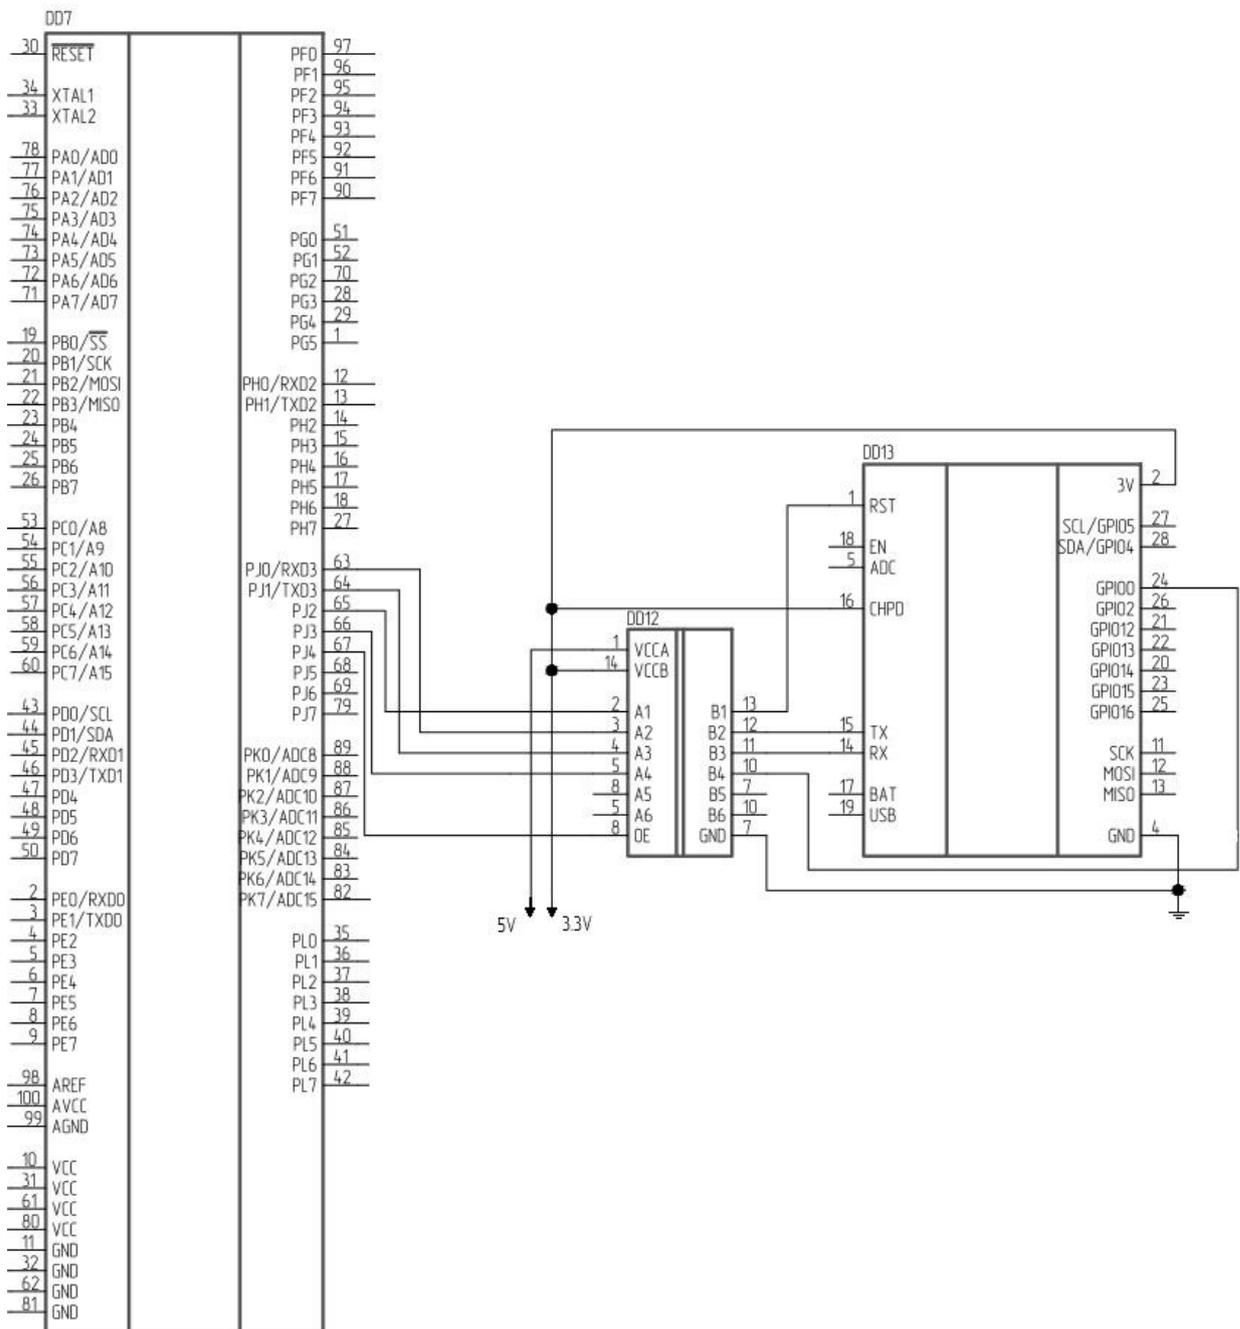 DD7
30 RESET PF0 97
PF1 96
34 XTAL1 PF2 95
33 XTAL2 PF3 94
PF4 93
78 PA0/AD0 PF5 92
77 PA1/AD1 PF6 91
76 PA2/AD2 PF7 90
75 PA3/AD3
74 PA4/AD4 PG0 51
73 PA5/AD5 PG1 52
72 PA6/AD6 PG2 70
71 PA7/AD7 PG3 28
PG4 29
19 PB0/SS PG5 1
20 PB1/SCK
21 PB2/MOSI PH0/RXD2 12
22 PB3/MISO PH1/TXD2 13
23 PB4 PH2 14
24 PB5 PH3 15
25 PB6 PH4 16
26 PB7 PH5 17
PH6 18
53 PC0/A8 PH7 27
54 PC1/A9
55 PC2/A10 PJ0/RXD3 63
56 PC3/A11 PJ1/TXD3 64
57 PC4/A12 PJ2 65
58 PC5/A13 PJ3 66
59 PC6/A14 PJ4 67
60 PC7/A15 PJ5 68
PJ6 69
43 PD0/SCL PJ7 79
44 PD1/SDA
45 PD2/RXD1 PK0/ADC8 89
46 PD3/TXD1 PK1/ADC9 88
47 PD4 PK2/ADC10 87
48 PD5 PK3/ADC11 86
49 PD6 PK4/ADC12 85
50 PD7 PK5/ADC13 84
PK6/ADC14 83
2 PE0/RXD0 PK7/ADC15 82
3 PE1/TXD0
4 PE2 PL0 35
5 PE3 PL1 36
6 PE4 PL2 37
7 PE5 PL3 38
8 PE6 PL4 39
9 PE7 PL5 40
PL6 41
98 AREF PL7 42
100 AVCC
99 AGND
10 VCC
31 VCC
61 VCC
80 VCC
11 GND
32 GND
62 GND
81 GND
DD12
1 VCCA
14 VCCB
2 A1 B1 13
3 A2 B2 12
4 A3 B3 11
5 A4 B4 10
8 A5 B5 7
5 A6 B6 10
8 OE GND 7
5V 3.3V
DD13
3V 2
1 RST
SCL/GPIO5 27
18 EN SDA/GPIO4 28
5 ADC
GPIO0 24
16 CHPD GPIO2 26
GPIO12 21
GPIO13 22
GPIO14 20
GPIO15 23
GPIO16 25
15 TX
14 RX SCK 11
MOSI 12
17 BAT MISO 13
19 USB
GND 4